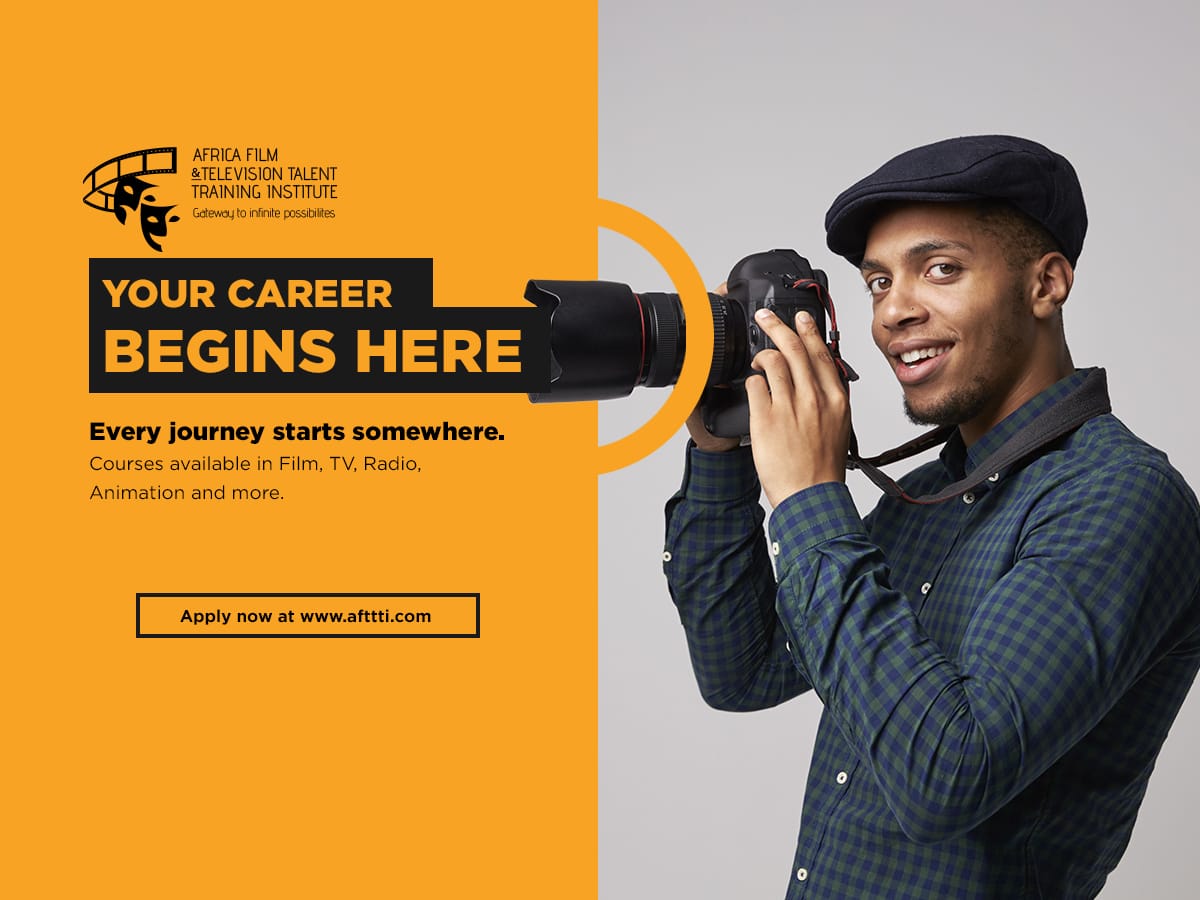 AFRICA FILM
&TELEVISION TALENT
TRAINING INSTITUTE
Gateway to infinite possibilites
YOUR CAREER
BEGINS HERE
Every journey starts somewhere.
Courses available in Film, TV, Radio,
Animation and more.
Apply now at www.afttti.com